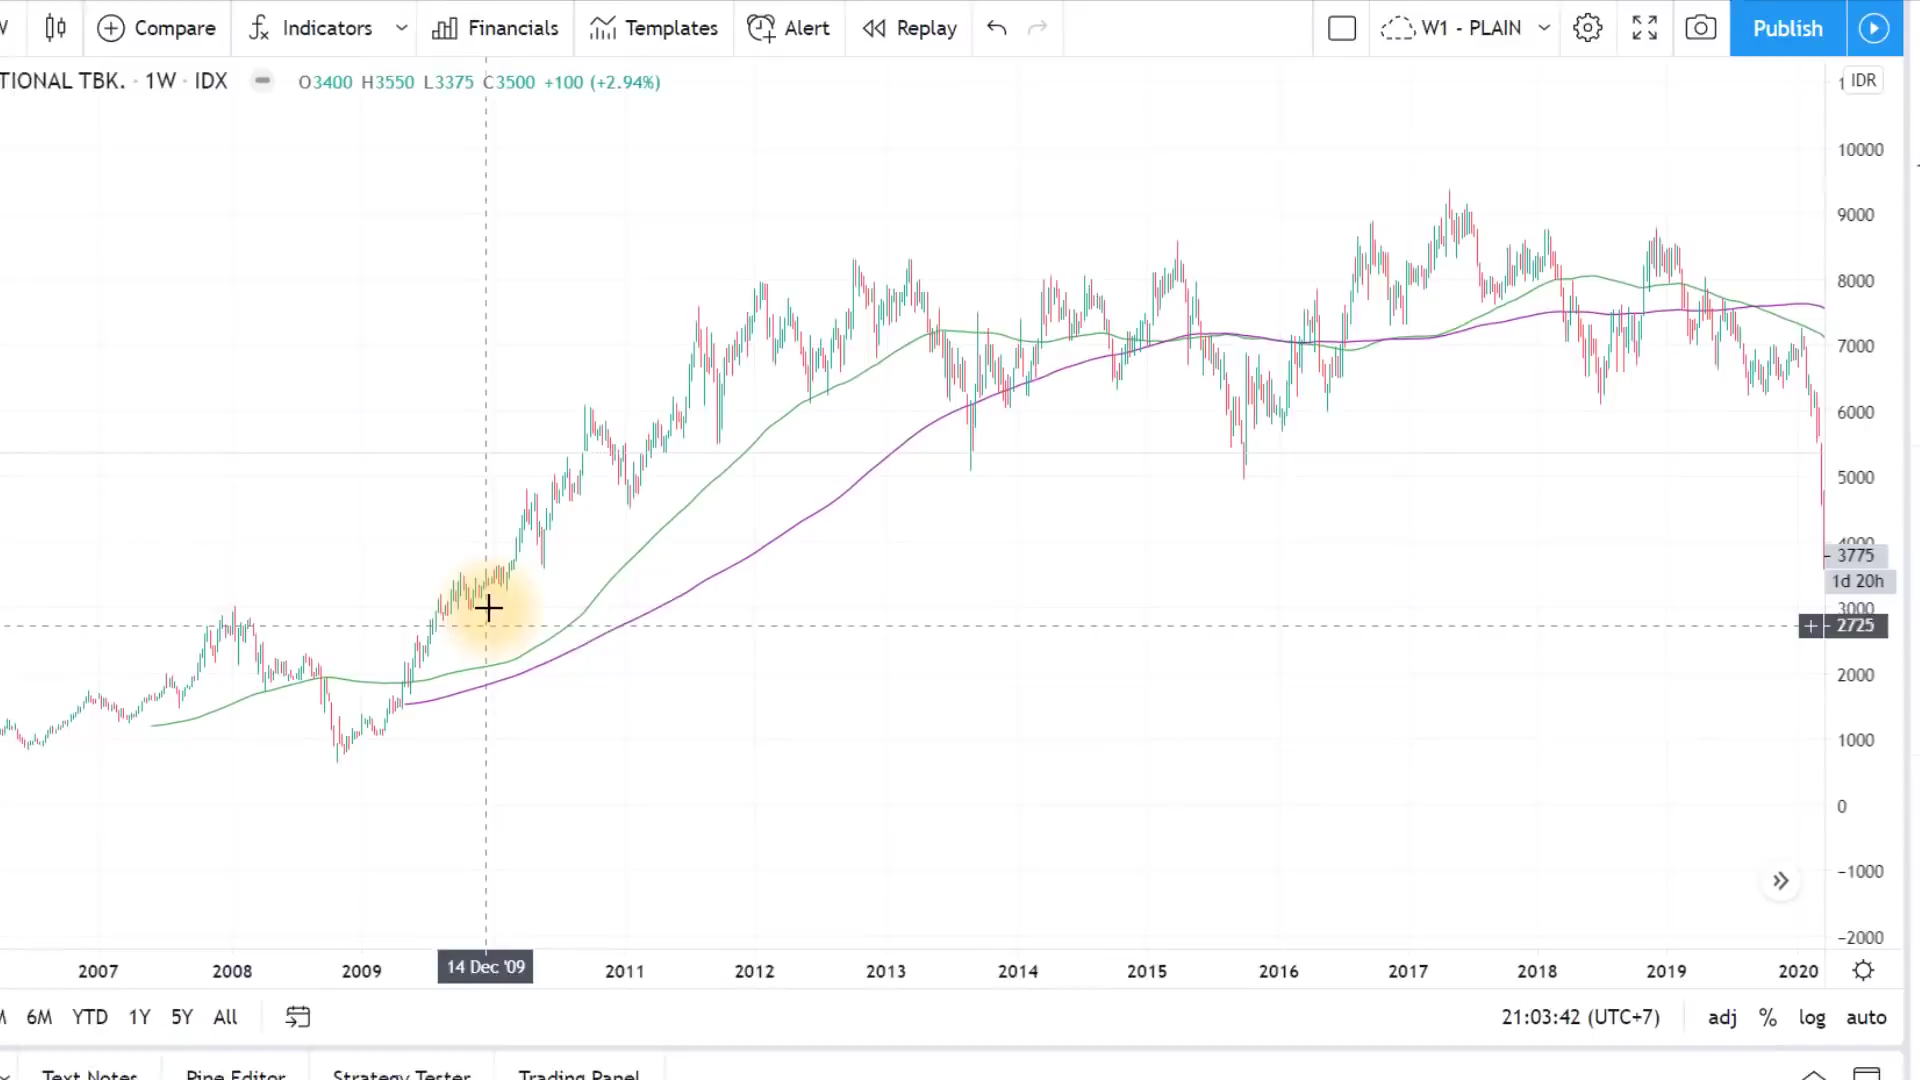 Compare Indicators Financials Templates Alert Replay W1 - PLAIN Publish
TIONAL TBK. · 1W · IDX O3400 H3550 L3375 C3500 +100 (+2.94%) IDR
10000
9000
8000
7000
6000
5000
4000
3775
1d 20h
3000
2725
2000
1000
0
-1000
-2000
2007 2008 2009 14 Dec '09 2011 2012 2013 2014 2015 2016 2017 2018 2019 2020
6M YTD 1Y 5Y All 21:03:42 (UTC+7) adj % log auto
Text Notes Pine Editor Strategy Tester Trading Panel